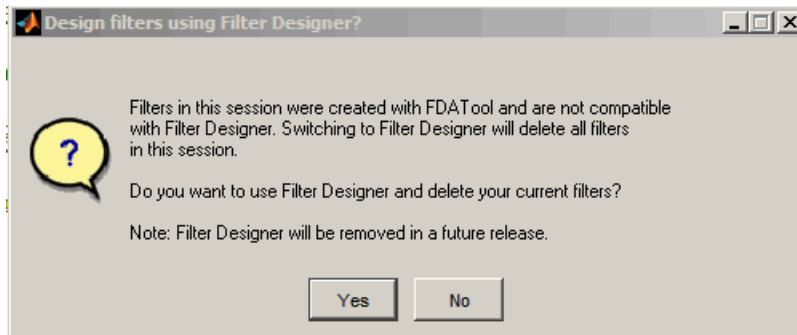 Design filters using Filter Designer?
Filters in this session were created with FDATool and are not compatible
with Filter Designer. Switching to Filter Designer will delete all filters
in this session.
Do you want to use Filter Designer and delete your current filters?
Note: Filter Designer will be removed in a future release.
Yes
No